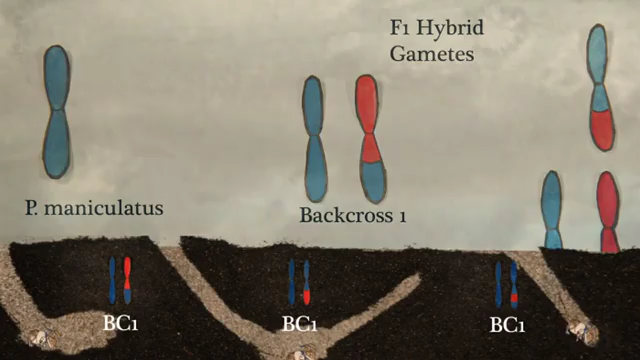 F1 Hybrid
Gametes
P. maniculatus
Backcross 1
BC1
BC1
BC1